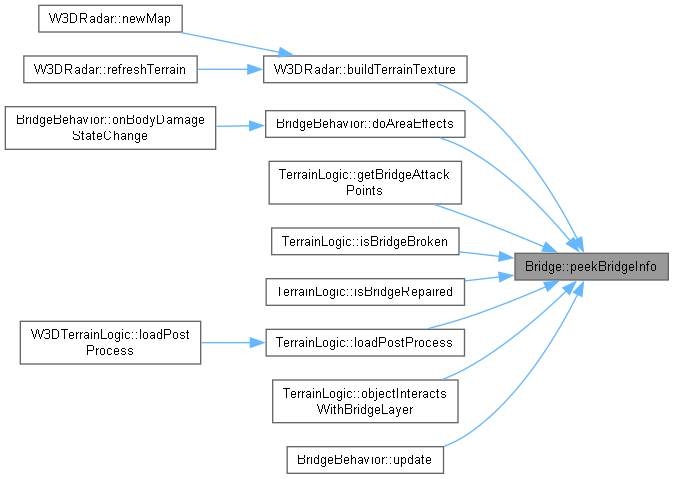 W3DRadar::newMap
W3DRadar::refreshTerrain
W3DRadar::buildTerrainTexture
BridgeBehavior::onBodyDamage
StateChange
BridgeBehavior::doAreaEffects
TerrainLogic::getBridgeAttack
Points
TerrainLogic::isBridgeBroken
Bridge::peekBridgeInfo
TerrainLogic::isBridgeRepaired
W3DTerrainLogic::loadPost
Process
TerrainLogic::loadPostProcess
TerrainLogic::objectInteracts
WithBridgeLayer
BridgeBehavior::update